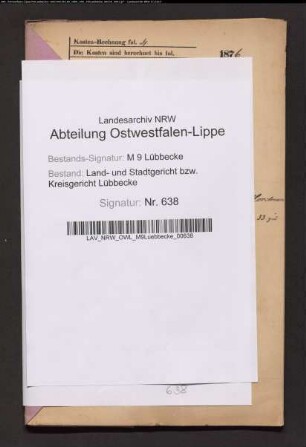 Kosten-Rechnung fol.
Die Kosten sind berechnet bis fol.
1876
Landesarchiv NRW
Abteilung Ostwestfalen-Lippe
Bestands-Signatur: M 9 Lübbecke
Bestand: Land- und Stadtgericht bzw.
Kreisgericht Lübbecke
Signatur: Nr. 638
LAV_NRW_OWL_M9Luebbecke_00638
638